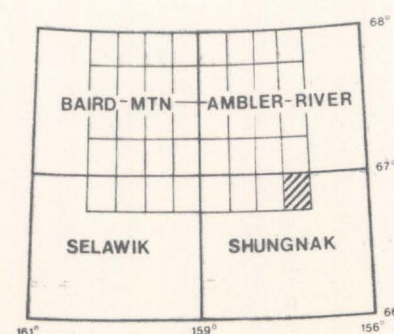 68°
BAIRD-MTN AMBLER-RIVER
67°
SELAWIK SHUNGNAK
66
161° 159° 156°